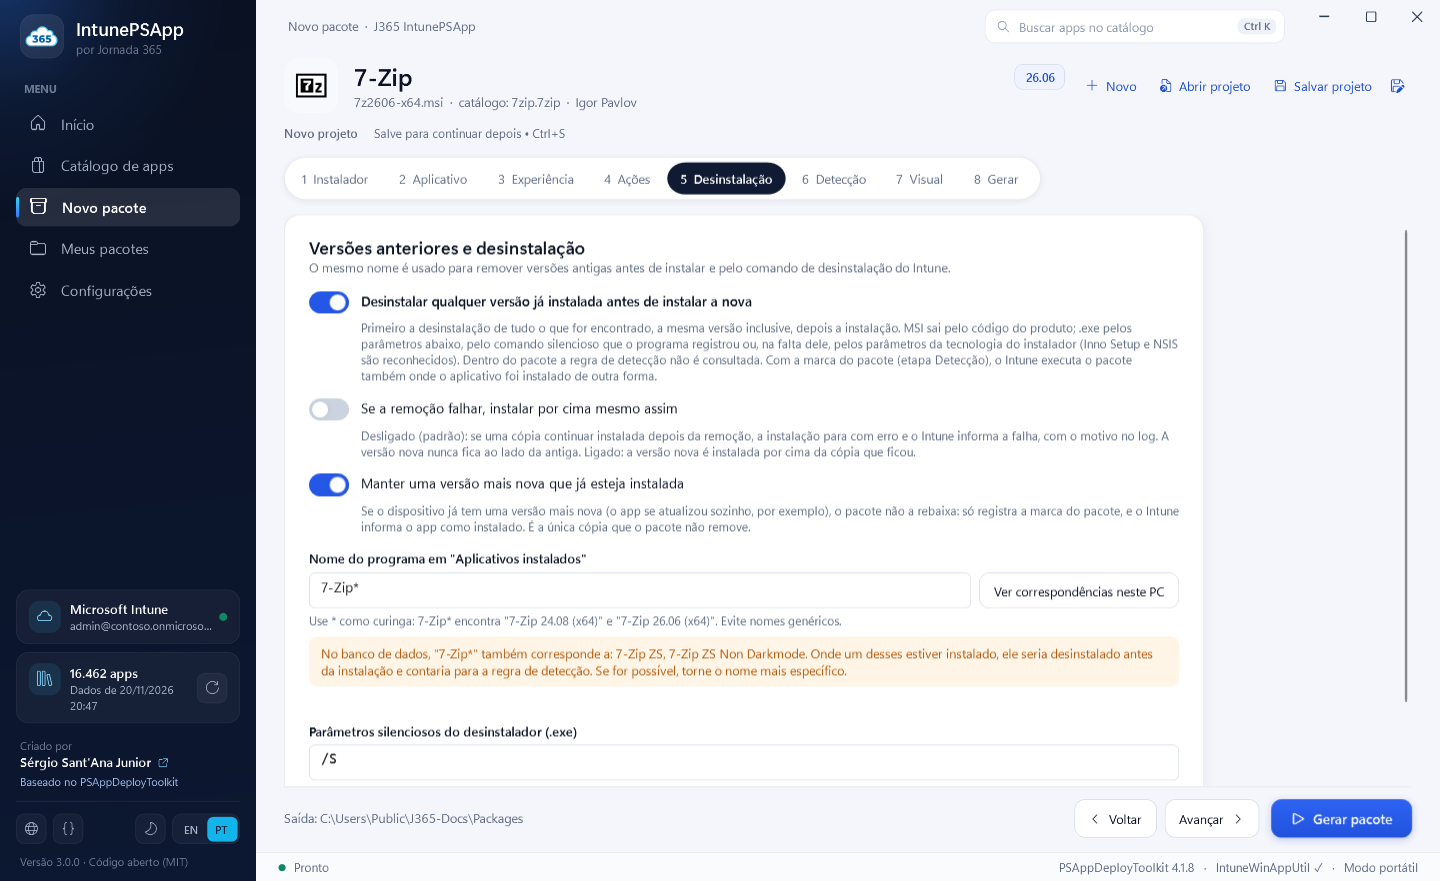 365
IntunePSApp
por Jornada 365
MENU
Início
Catálogo de apps
Novo pacote
Meus pacotes
Configurações
Microsoft Intune
admin@contoso.onmicroso...
16.462 apps
Dados de 20/11/2026
20:47
Criado por
Sérgio Sant'Ana Junior
Baseado no PSAppDeployToolkit
{}
EN
PT
Versão 3.0.0 · Código aberto (MIT)
Novo pacote · J365 IntunePSApp
Buscar apps no catálogo
Ctrl K
7z
7-Zip
7z2606-x64.msi · catálogo: 7zip.7zip · Igor Pavlov
26.06
Novo
Abrir projeto
Salvar projeto
Novo projeto Salve para continuar depois • Ctrl+S
1 Instalador
2 Aplicativo
3 Experiência
4 Ações
5 Desinstalação
6 Detecção
7 Visual
8 Gerar
Versões anteriores e desinstalação
O mesmo nome é usado para remover versões antigas antes de instalar e pelo comando de desinstalação do Intune.
Desinstalar qualquer versão já instalada antes de instalar a nova
Primeiro a desinstalação de tudo o que for encontrado, a mesma versão inclusive, depois a instalação. MSI sai pelo código do produto; .exe pelos
parâmetros abaixo, pelo comando silencioso que o programa registrou ou, na falta dele, pelos parâmetros da tecnologia do instalador (Inno Setup e NSIS
são reconhecidos). Dentro do pacote a regra de detecção não é consultada. Com a marca do pacote (etapa Detecção), o Intune executa o pacote
também onde o aplicativo foi instalado de outra forma.
Se a remoção falhar, instalar por cima mesmo assim
Desligado (padrão): se uma cópia continuar instalada depois da remoção, a instalação para com erro e o Intune informa a falha, com o motivo no log. A
versão nova nunca fica ao lado da antiga. Ligado: a versão nova é instalada por cima da cópia que ficou.
Manter uma versão mais nova que já esteja instalada
Se o dispositivo já tem uma versão mais nova (o app se atualizou sozinho, por exemplo), o pacote não a rebaixa: só registra a marca do pacote, e o Intune
informa o app como instalado. É a única cópia que o pacote não remove.
Nome do programa em "Aplicativos instalados"
7-Zip*
Ver correspondências neste PC
Use * como curinga: 7-Zip* encontra "7-Zip 24.08 (x64)" e "7-Zip 26.06 (x64)". Evite nomes genéricos.
No banco de dados, "7-Zip*" também corresponde a: 7-Zip ZS, 7-Zip ZS Non Darkmode. Onde um desses estiver instalado, ele seria desinstalado antes
da instalação e contaria para a regra de detecção. Se for possível, torne o nome mais específico.
Parâmetros silenciosos do desinstalador (.exe)
/S
Saída: C:\Users\Public\J365-Docs\Packages
Voltar
Avançar
Gerar pacote
Pronto
PSAppDeployToolkit 4.1.8 · IntuneWinAppUtil ✓ · Modo portátil